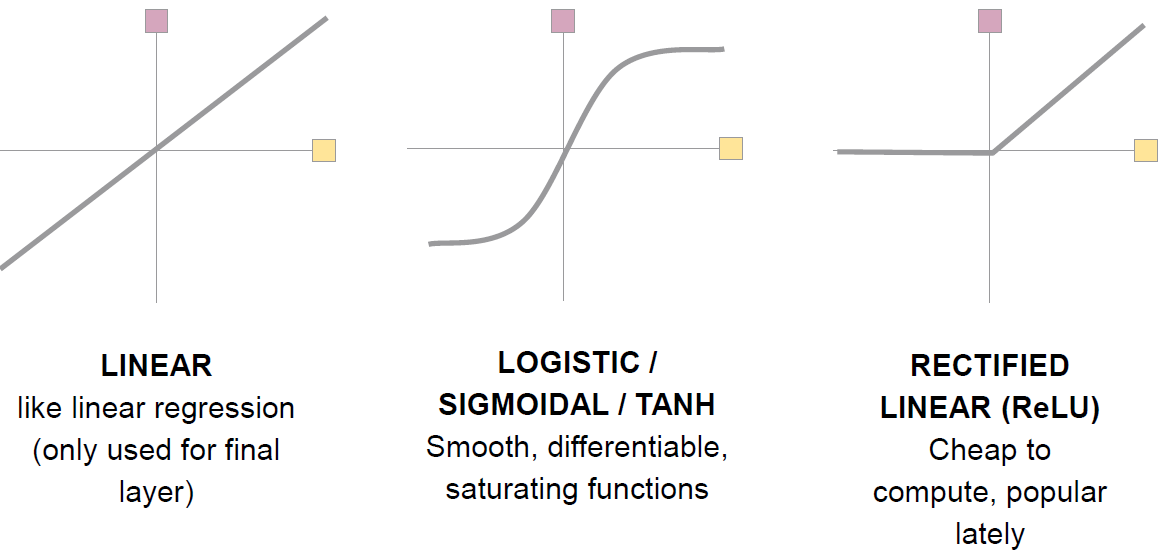 LINEAR
like linear regression
(only used for final
layer)
LOGISTIC /
SIGMOIDAL / TANH
Smooth, differentiable,
saturating functions
RECTIFIED
LINEAR (ReLU)
Cheap to
compute, popular
lately